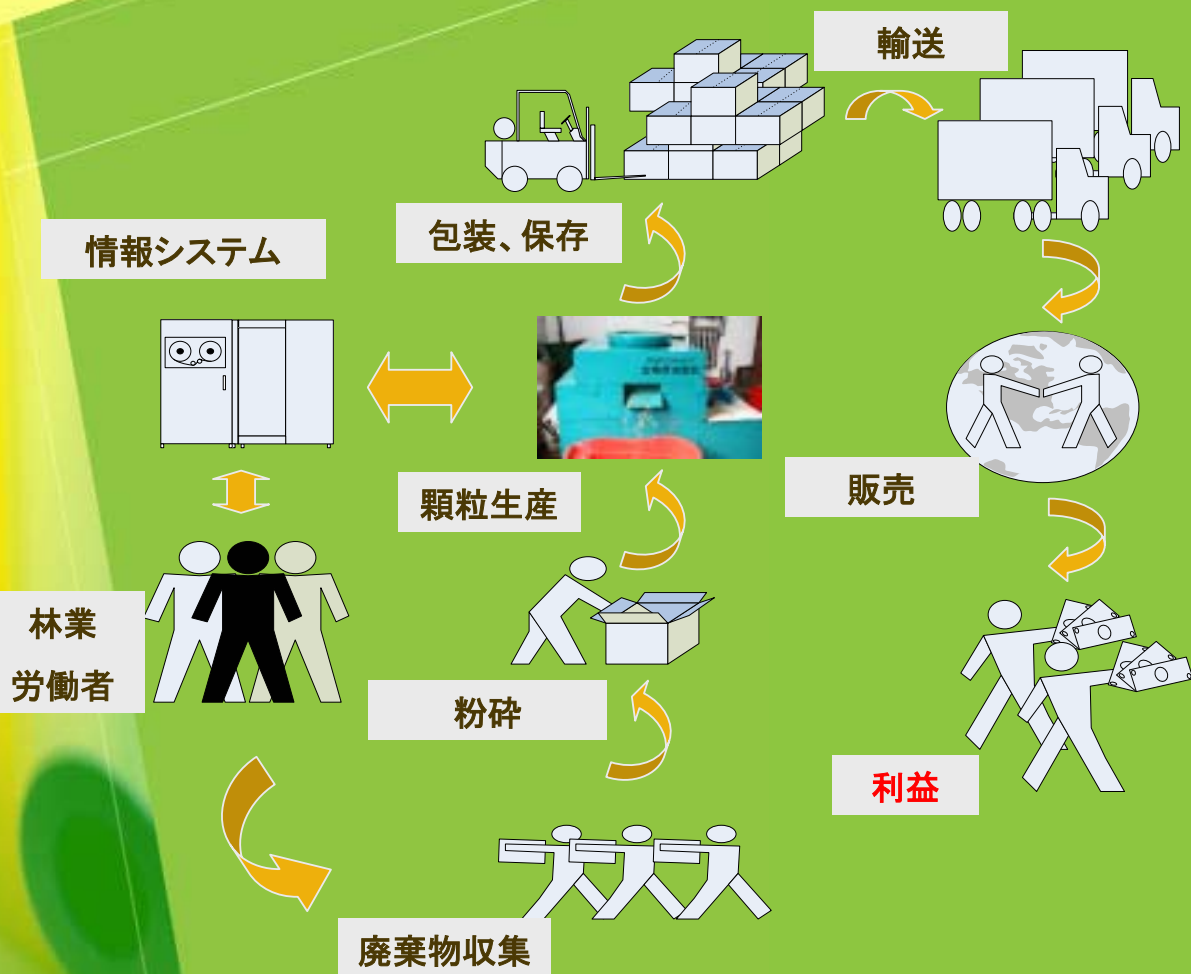 輸送
包装、保存
情報システム
顆粒生産
販売
林業
労働者
粉砕
利益
廃棄物収集